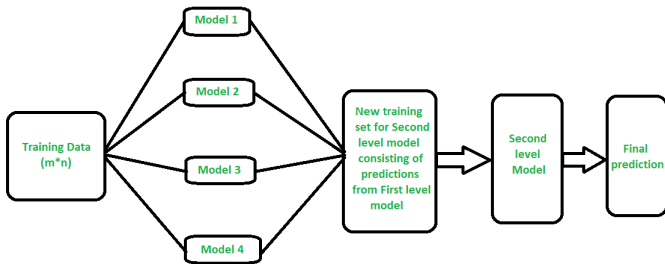 Training Data
(m*n)
Model 1
Model 2
Model 3
Model 4
New training
set for Second
level model
consisting of
predictions
from First level
model
Second
level
Model
Final
prediction